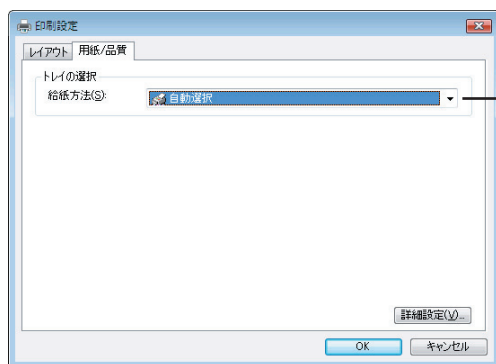 印刷設定
レイアウト 用紙/品質
トレイの選択
給紙方法(S): 自動選択
詳細設定(V)...
OK キャンセル